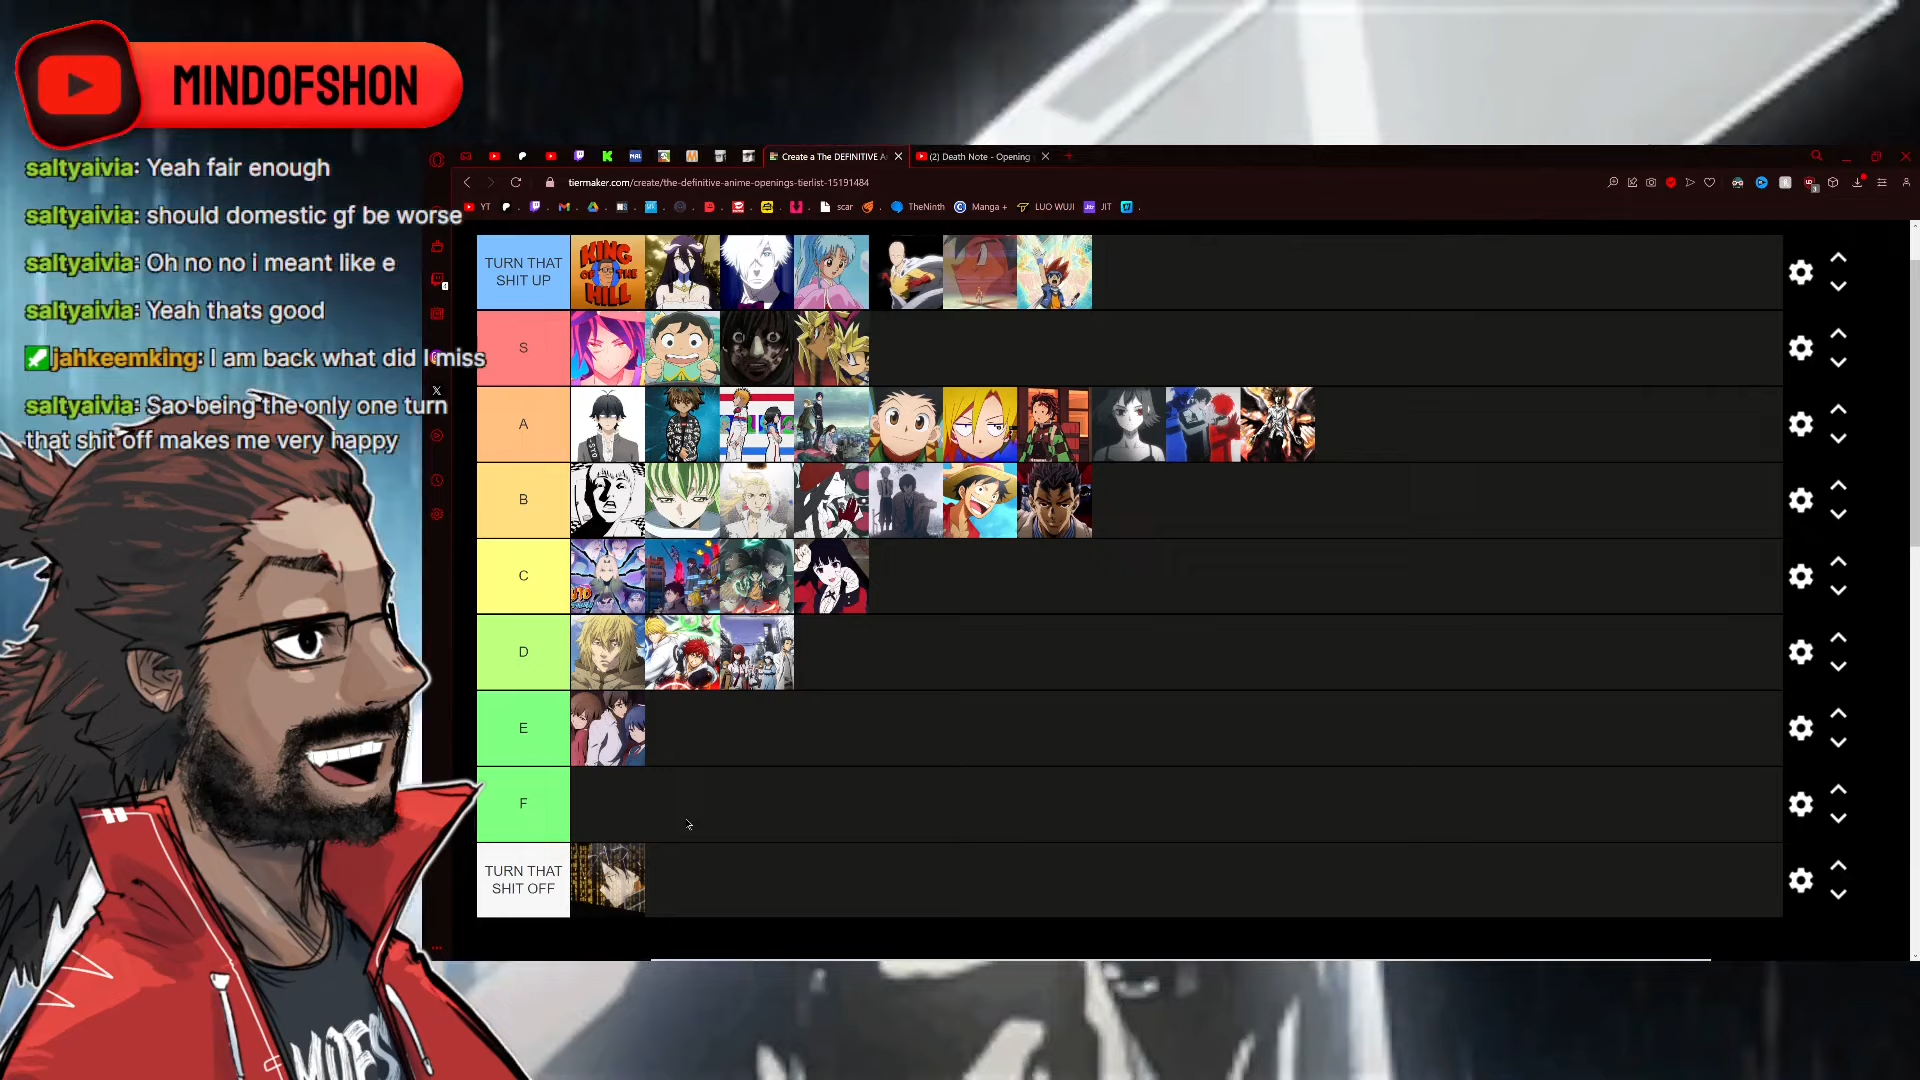 MINDOFSHON
saltyaivia: Yeah fair enough
saltyaivia: should domestic gf be worse
saltyaivia: Oh no no i meant like e
saltyaivia: Yeah thats good
jahkeemking: I am back what did I miss
saltyaivia: Sao being the only one turn
that shit off makes me very happy
Create a The DEFINITIVE A
(2) Death Note - Opening
tiermaker.com/create/the-definitive-anime-openings-tierlist-15191484
YT
scar
TheNinth
Manga +
LUO WUJI
JIT
TURN THAT
SHIT UP
KING
OF THE
HILL
S
A
B
C
D
E
F
TURN THAT
SHIT OFF